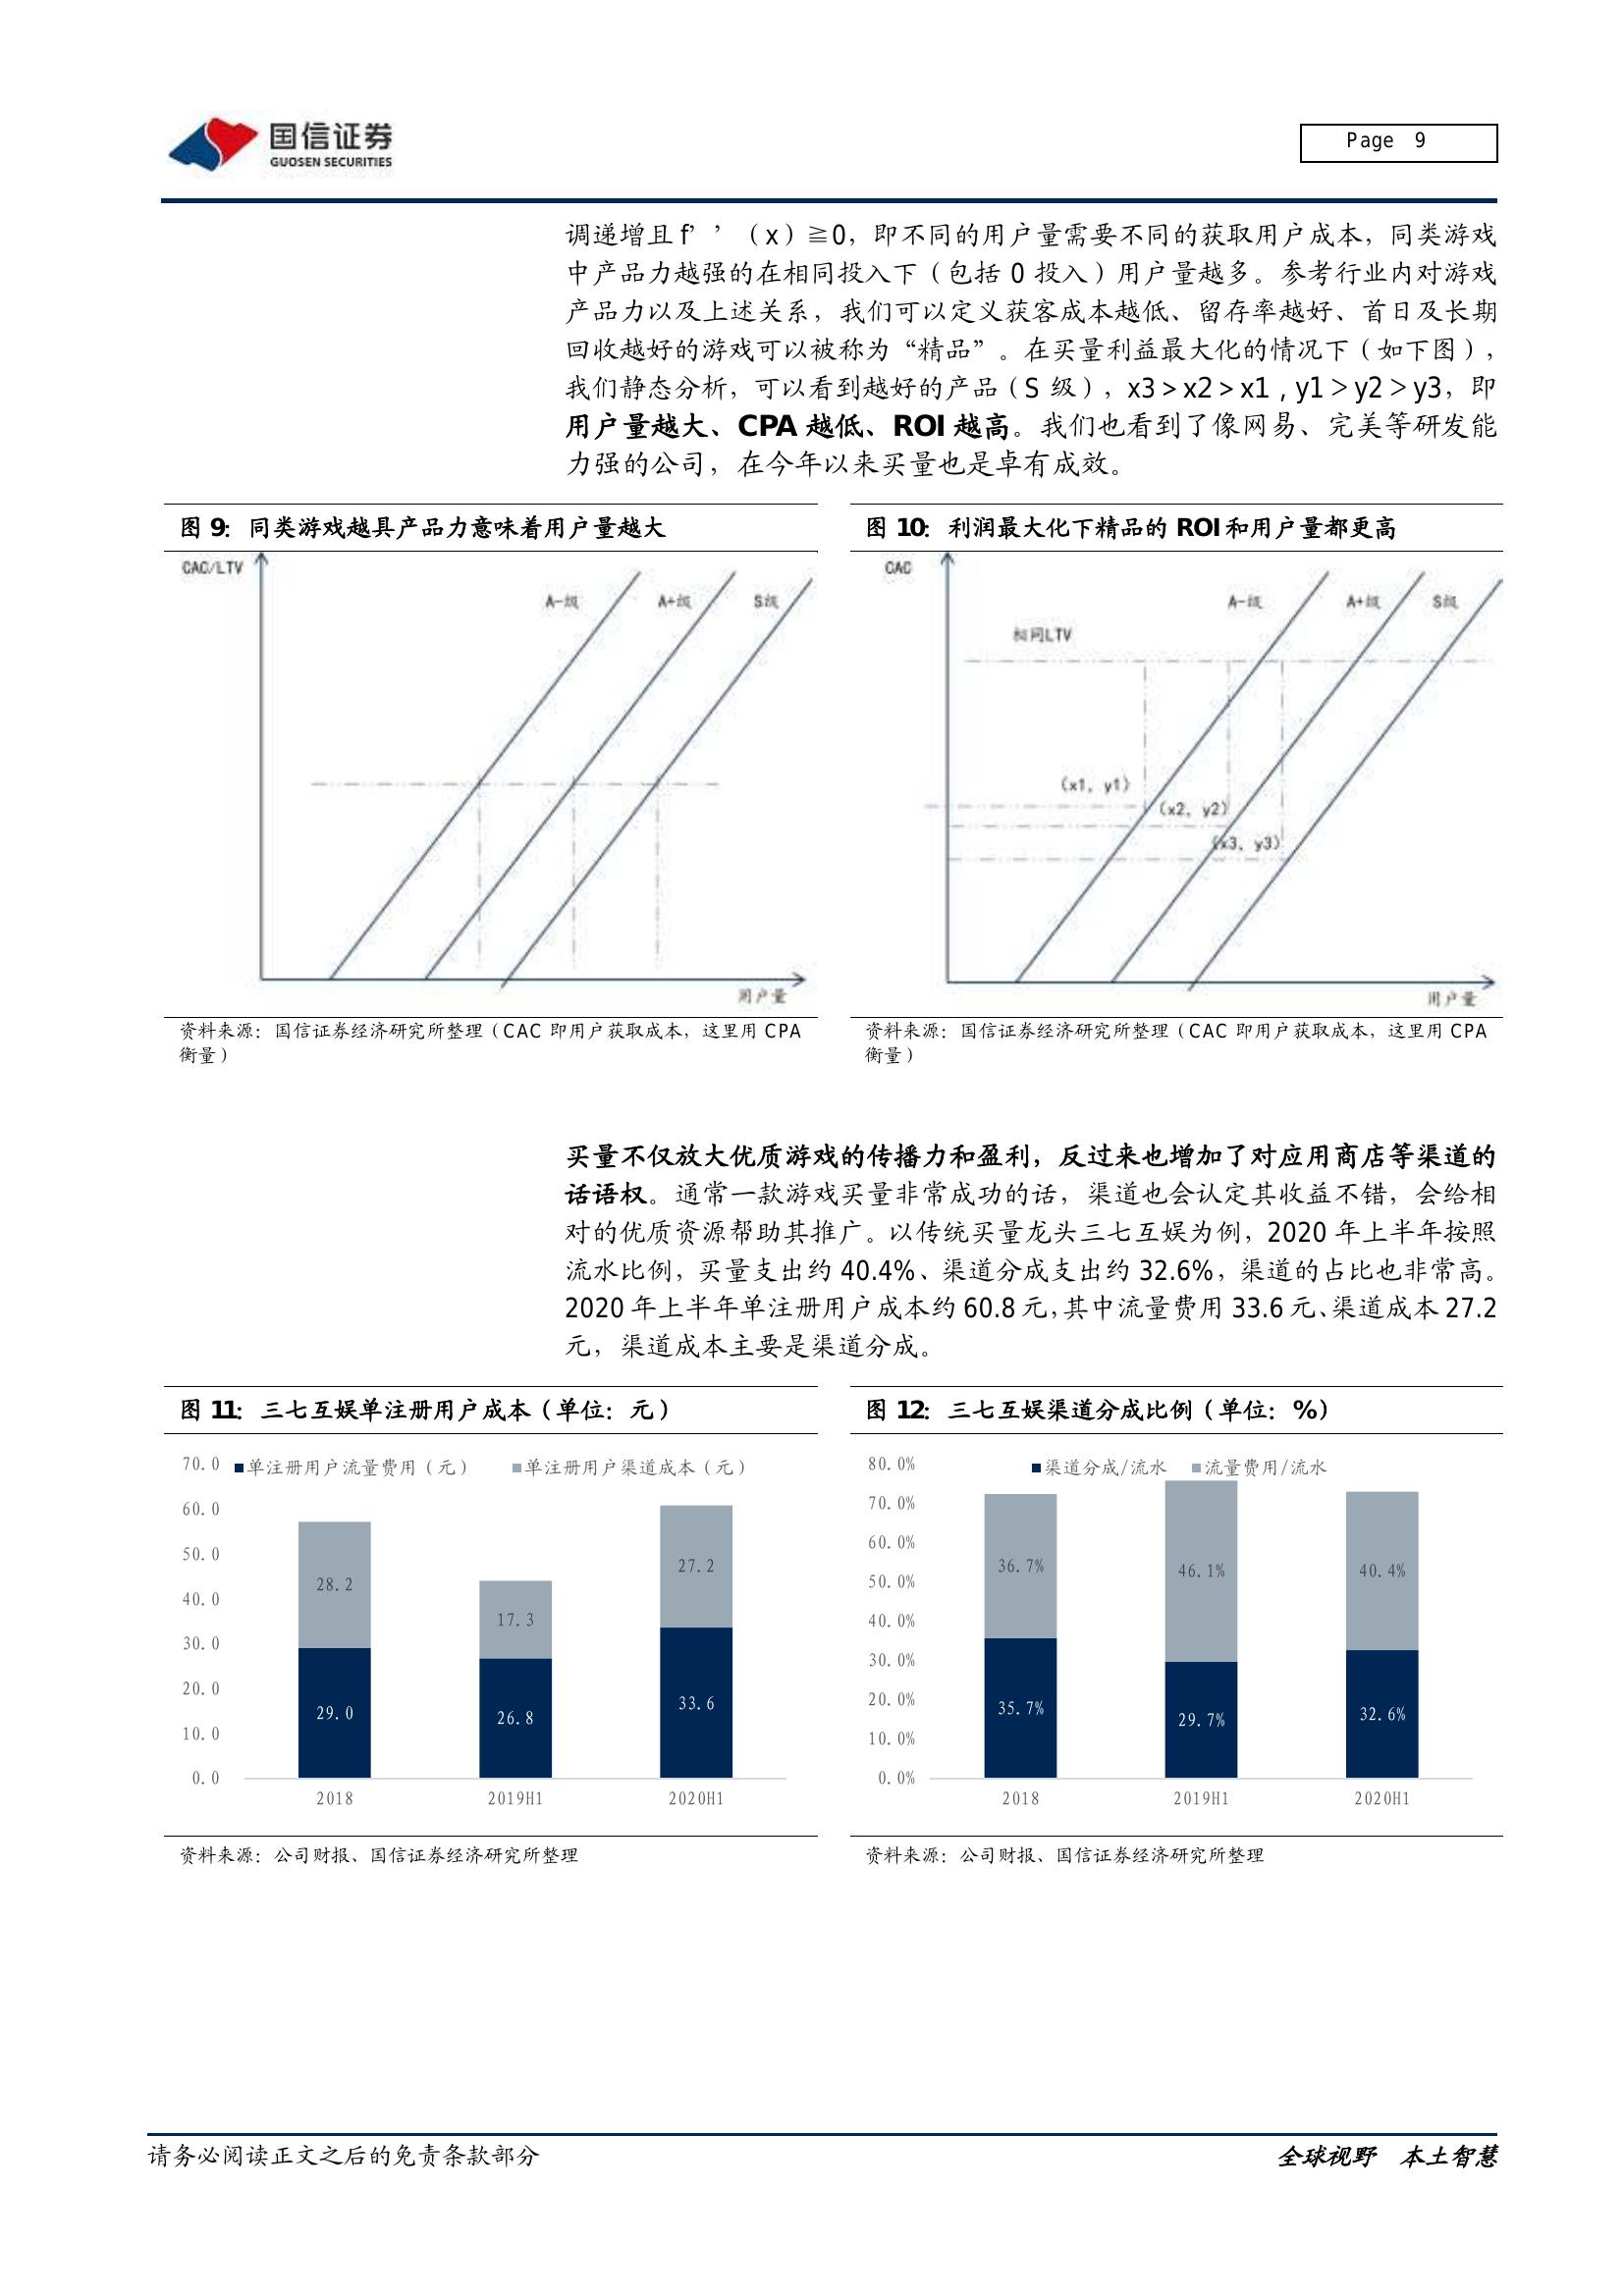 国信证券
GUOSEN SECURITIES
Page 9
调递增且 f’’（x）≧0，即不同的用户量需要不同的获取用户成本，同类游戏
中产品力越强的在相同投入下（包括 0 投入）用户量越多。参考行业内对游戏
产品力以及上述关系，我们可以定义获客成本越低、留存率越好、首日及长期
回收越好的游戏可以被称为“精品”。在买量利益最大化的情况下（如下图），
我们静态分析，可以看到越好的产品（S 级），x3＞x2＞x1，y1＞y2＞y3，即
用户量越大、CPA 越低、ROI 越高。我们也看到了像网易、完美等研发能
力强的公司，在今年以来买量也是卓有成效。
图 9：同类游戏越具产品力意味着用户量越大
CAC/LTV
A-级
A+级
S级
用户量
资料来源：国信证券经济研究所整理（CAC 即用户获取成本，这里用 CPA
衡量）
图 10：利润最大化下精品的 ROI 和用户量都更高
CAC
A-级
A+级
S级
相同LTV
(x1, y1)
(x2, y2)
(x3, y3)
用户量
资料来源：国信证券经济研究所整理（CAC 即用户获取成本，这里用 CPA
衡量）
买量不仅放大优质游戏的传播力和盈利，反过来也增加了对应用商店等渠道的
话语权。通常一款游戏买量非常成功的话，渠道也会认定其收益不错，会给相
对的优质资源帮助其推广。以传统买量龙头三七互娱为例，2020 年上半年按照
流水比例，买量支出约 40.4%、渠道分成支出约 32.6%，渠道的占比也非常高。
2020 年上半年单注册用户成本约 60.8 元，其中流量费用 33.6 元、渠道成本 27.2
元，渠道成本主要是渠道分成。
图 11：三七互娱单注册用户成本（单位：元）
单注册用户流量费用（元）
单注册用户渠道成本（元）
70.0
60.0
50.0
40.0
30.0
20.0
10.0
0.0
28.2
29.0
17.3
26.8
27.2
33.6
2018
2019H1
2020H1
资料来源：公司财报、国信证券经济研究所整理
图 12：三七互娱渠道分成比例（单位：%）
渠道分成/流水
流量费用/流水
80.0%
70.0%
60.0%
50.0%
40.0%
30.0%
20.0%
10.0%
0.0%
36.7%
35.7%
46.1%
29.7%
40.4%
32.6%
2018
2019H1
2020H1
资料来源：公司财报、国信证券经济研究所整理
请务必阅读正文之后的免责条款部分
全球视野 本土智慧